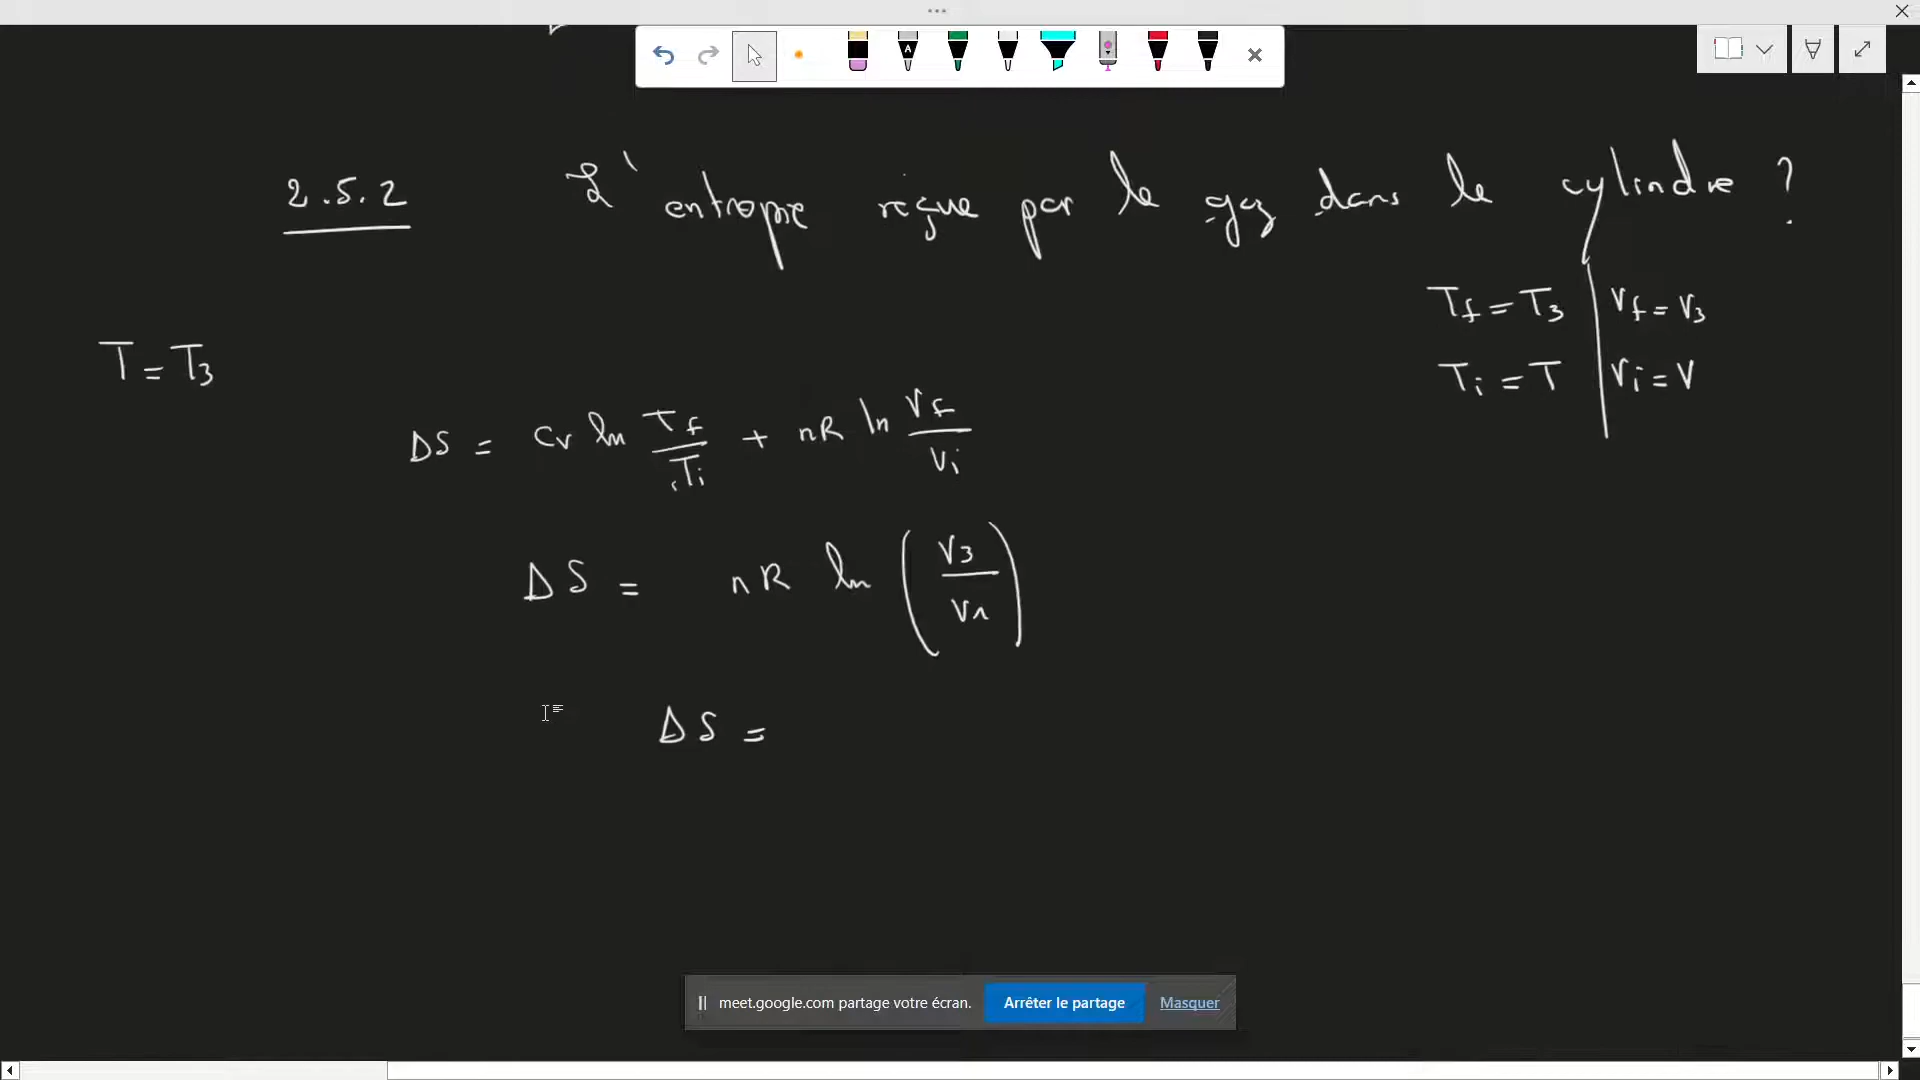 2.5.2 L'entropie reçue par le gaz dans le cylindre ?
Tf = T3 | Vf = V3
T = T3
Ti = T | Vi = V
ΔS = Cv ln Tf/Ti + nR ln Vf/Vi
ΔS = nR ln (V3/V1)
ΔS =
meet.google.com partage votre écran. Arrêter le partage Masquer